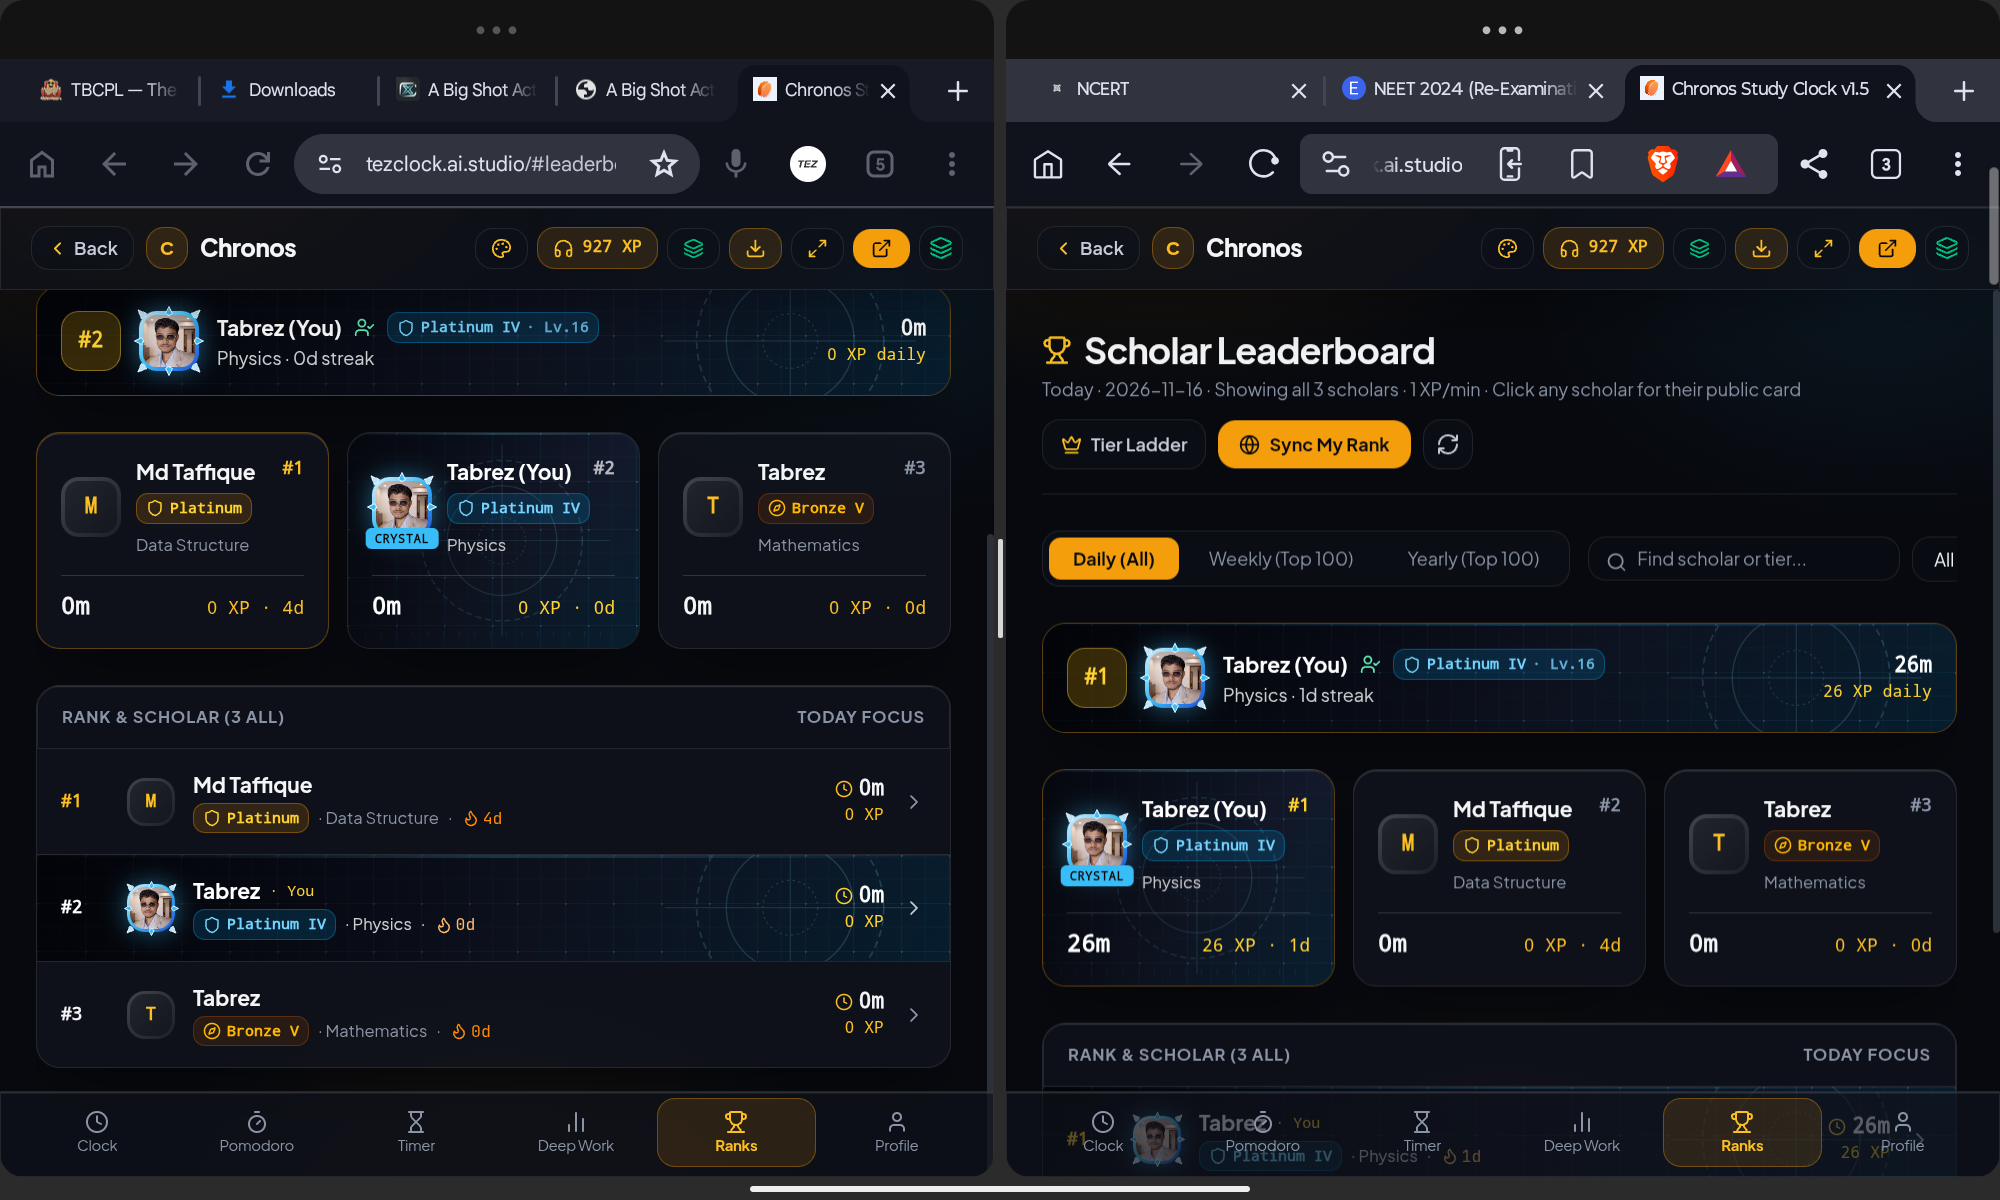 TBCPL — The
Downloads
A Big Shot Act
A Big Shot Act
Chronos S
tezclock.ai.studio/#leaderb
TEZ
5
Back
C
Chronos
927 XP
#2
Tabrez (You)
Platinum IV · Lv.16
Physics · 0d streak
0m
0 XP daily
M
Md Taffique
#1
Platinum
Data Structure
0m
0 XP · 4d
CRYSTAL
Tabrez (You)
#2
Platinum IV
Physics
0m
0 XP · 0d
T
Tabrez
#3
Bronze V
Mathematics
0m
0 XP · 0d
RANK & SCHOLAR (3 ALL)
TODAY FOCUS
#1
M
Md Taffique
Platinum · Data Structure · 4d
0m
0 XP
#2
Tabrez · You
Platinum IV · Physics · 0d
0m
0 XP
#3
T
Tabrez
Bronze V · Mathematics · 0d
0m
0 XP
Clock
Pomodoro
Timer
Deep Work
Ranks
Profile
NCERT
E
NEET 2024 (Re-Examinati
Chronos Study Clock v1.5
.ai.studio
3
Back
C
Chronos
927 XP
Scholar Leaderboard
Today · 2026-11-16 · Showing all 3 scholars · 1 XP/min · Click any scholar for their public card
Tier Ladder
Sync My Rank
Daily (All)
Weekly (Top 100)
Yearly (Top 100)
Find scholar or tier...
All
#1
Tabrez (You)
Platinum IV · Lv.16
Physics · 1d streak
26m
26 XP daily
CRYSTAL
Tabrez (You)
#1
Platinum IV
Physics
26m
26 XP · 1d
M
Md Taffique
#2
Platinum
Data Structure
0m
0 XP · 4d
T
Tabrez
#3
Bronze V
Mathematics
0m
0 XP · 0d
RANK & SCHOLAR (3 ALL)
TODAY FOCUS
#1
Tabrez · You
Platinum IV · Physics · 1d
26m
26 XP
Clock
Pomodoro
Timer
Deep Work
Ranks
Profile